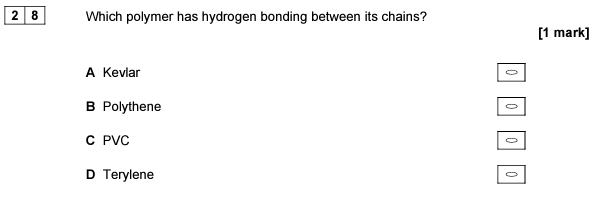 2 8 Which polymer has hydrogen bonding between its chains?
[1 mark]
A Kevlar
B Polythene
C PVC
D Terylene